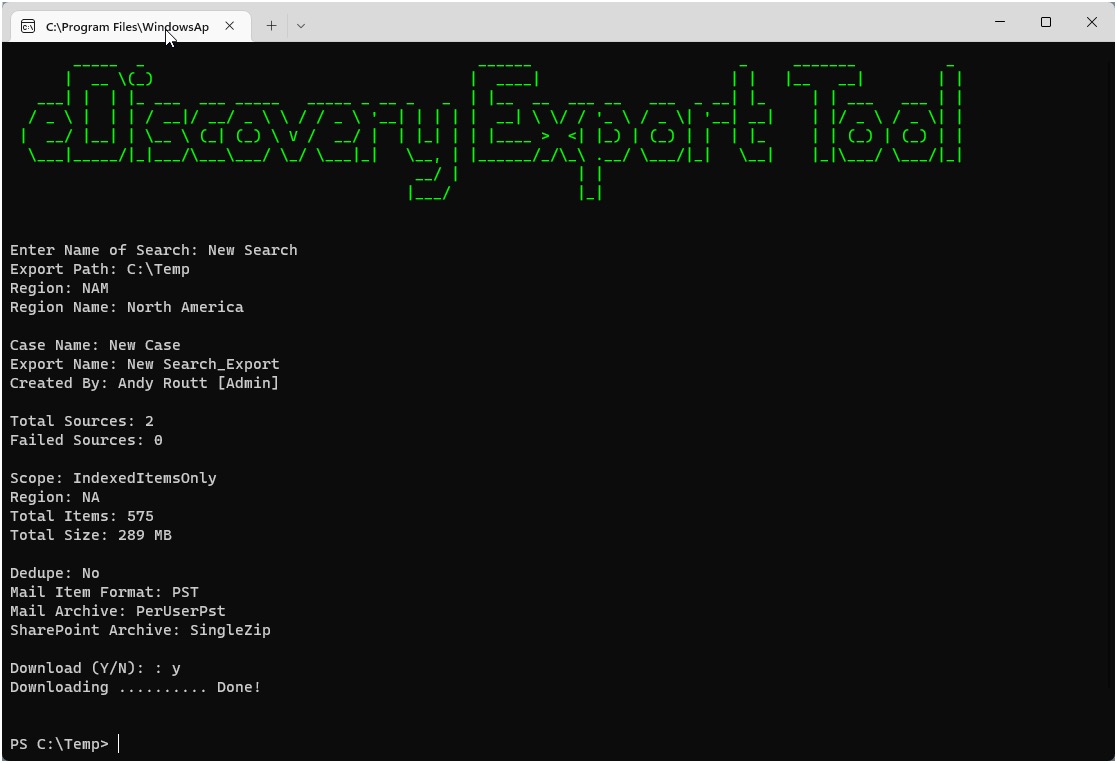 C:\Program Files\WindowsAp
eDiscovery Export Tool
Enter Name of Search: New Search
Export Path: C:\Temp
Region: NAM
Region Name: North America
Case Name: New Case
Export Name: New Search_Export
Created By: Andy Routt [Admin]
Total Sources: 2
Failed Sources: 0
Scope: IndexedItemsOnly
Region: NA
Total Items: 575
Total Size: 289 MB
Dedupe: No
Mail Item Format: PST
Mail Archive: PerUserPst
SharePoint Archive: SingleZip
Download (Y/N): : y
Downloading .......... Done!
PS C:\Temp>